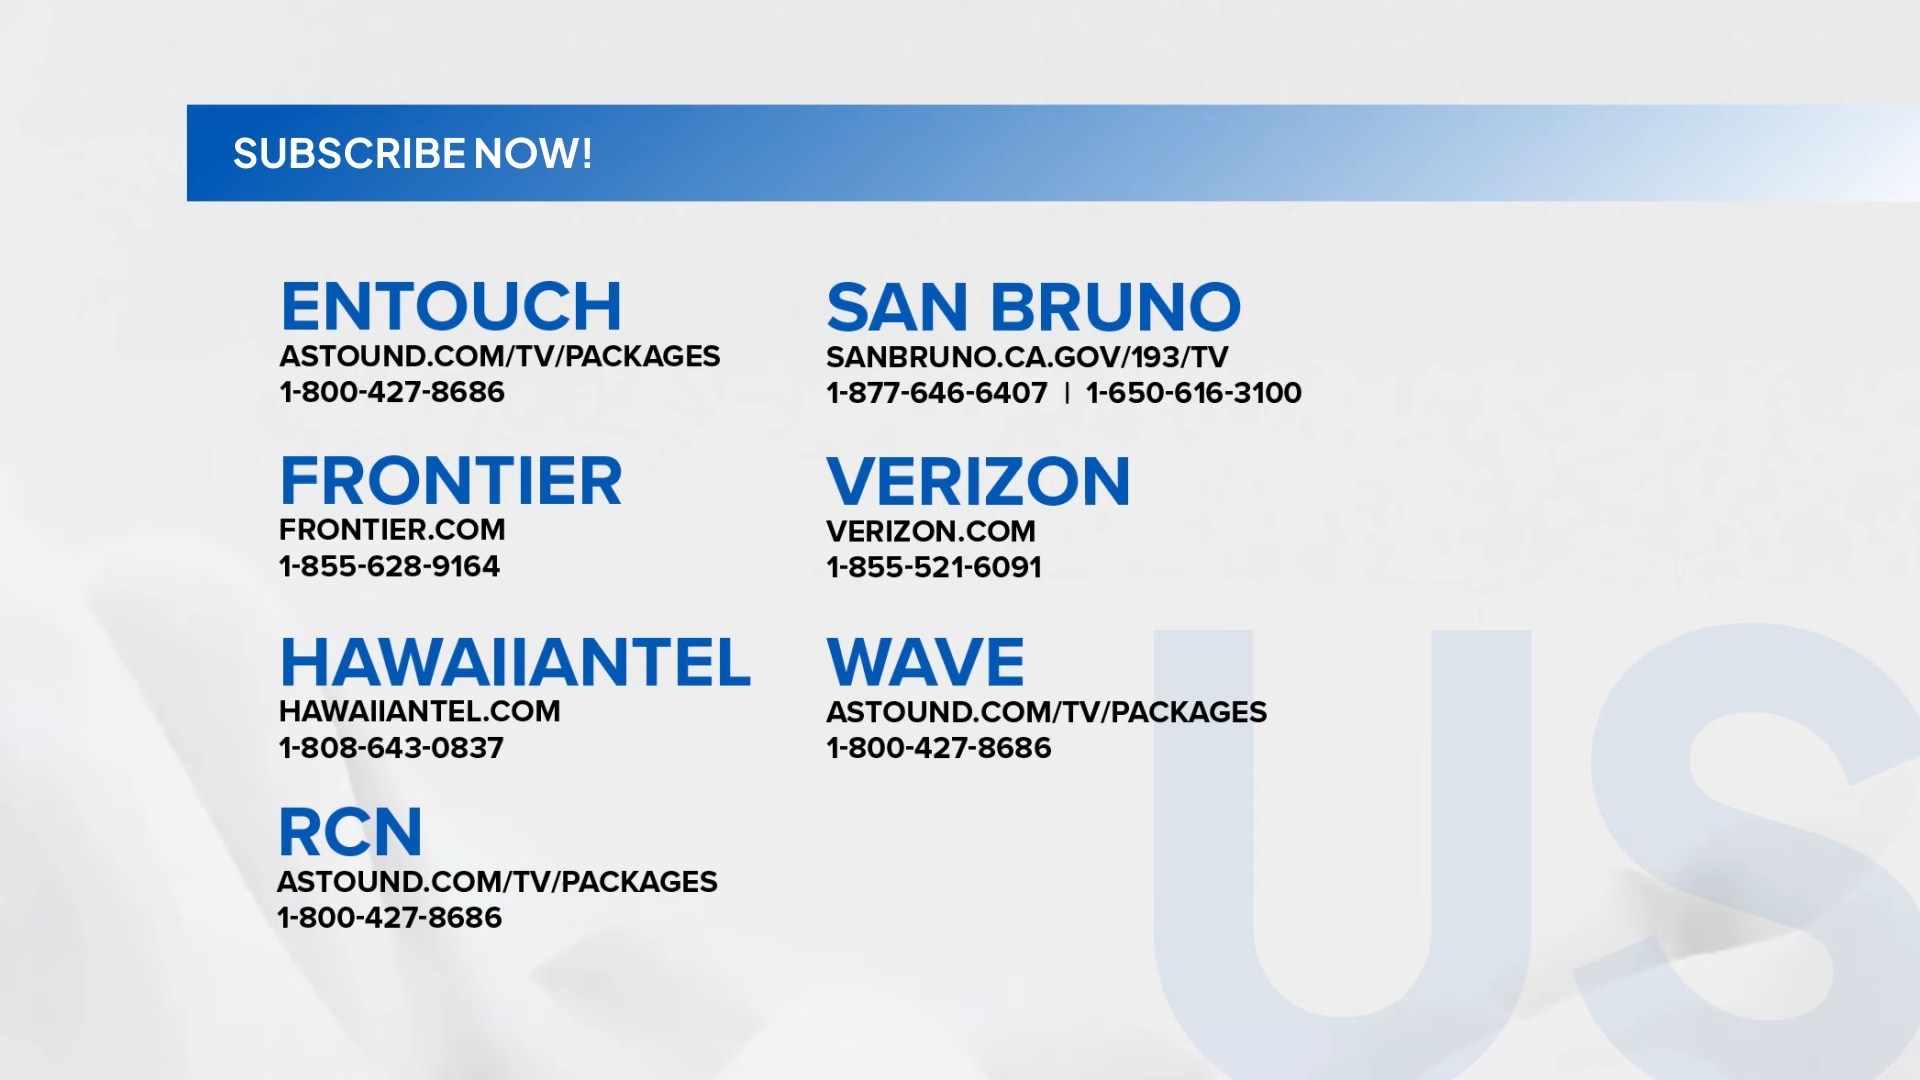 SUBSCRIBE NOW!
ENTOUCH
ASTOUND.COM/TV/PACKAGES
1-800-427-8686
FRONTIER
FRONTIER.COM
1-855-628-9164
HAWAIIANTEL
HAWAIIANTEL.COM
1-808-643-0837
RCN
ASTOUND.COM/TV/PACKAGES
1-800-427-8686
SAN BRUNO
SANBRUNO.CA.GOV/193/TV
1-877-646-6407 | 1-650-616-3100
VERIZON
VERIZON.COM
1-855-521-6091
WAVE
ASTOUND.COM/TV/PACKAGES
1-800-427-8686
US